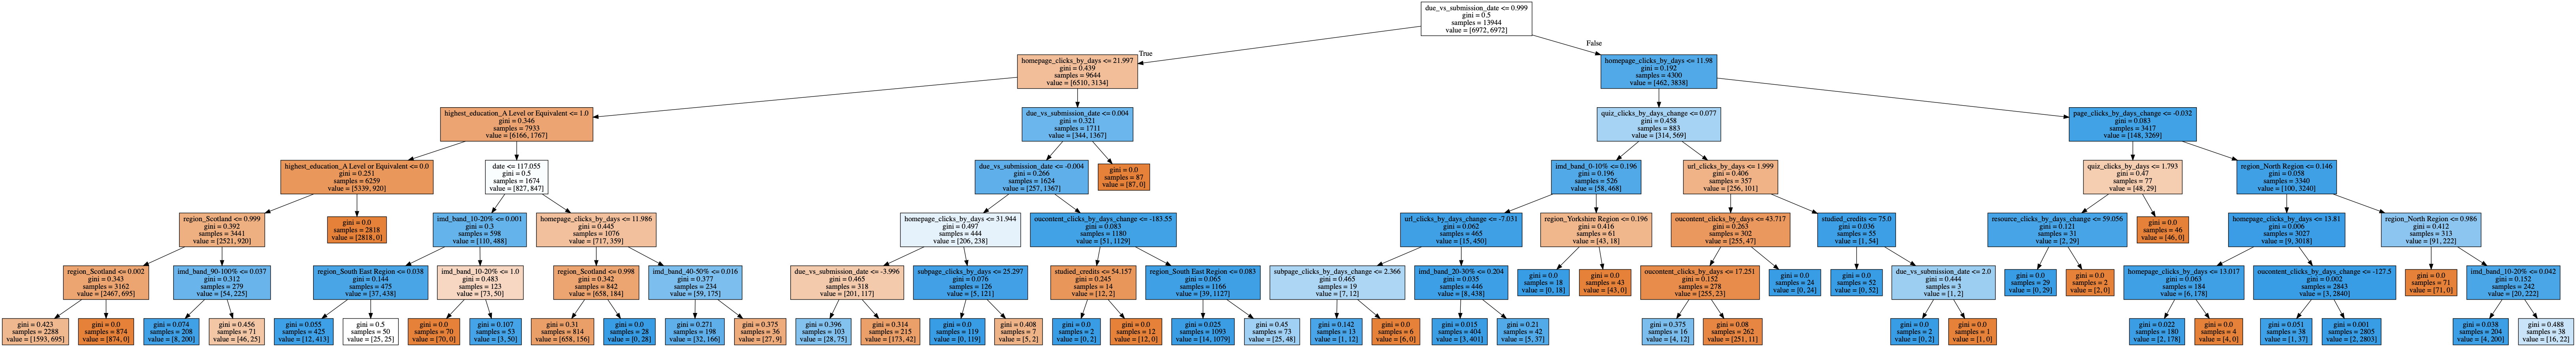 due_vs_submission_date <= 0.999
gini = 0.5
samples = 13944
value = [6972, 6972]
True
False
homepage_clicks_by_days <= 21.997
gini = 0.439
samples = 9644
value = [6510, 3134]
homepage_clicks_by_days <= 11.98
gini = 0.192
samples = 4300
value = [462, 3838]
highest_education_A Level or Equivalent <= 1.0
gini = 0.346
samples = 7933
value = [6166, 1767]
due_vs_submission_date <= 0.004
gini = 0.321
samples = 1711
value = [344, 1367]
quiz_clicks_by_days_change <= 0.077
gini = 0.458
samples = 883
value = [314, 569]
page_clicks_by_days_change <= -0.032
gini = 0.083
samples = 3417
value = [148, 3269]
highest_education_A Level or Equivalent <= 0.0
gini = 0.251
samples = 6259
value = [5339, 920]
date <= 117.055
gini = 0.5
samples = 1674
value = [827, 847]
due_vs_submission_date <= -0.004
gini = 0.266
samples = 1624
value = [257, 1367]
gini = 0.0
samples = 87
value = [87, 0]
imd_band_0-10% <= 0.196
gini = 0.196
samples = 526
value = [58, 468]
url_clicks_by_days <= 1.999
gini = 0.406
samples = 357
value = [256, 101]
quiz_clicks_by_days <= 1.793
gini = 0.47
samples = 77
value = [48, 29]
region_North Region <= 0.146
gini = 0.058
samples = 3340
value = [100, 3240]
region_Scotland <= 0.999
gini = 0.392
samples = 3441
value = [2521, 920]
gini = 0.0
samples = 2818
value = [2818, 0]
imd_band_10-20% <= 0.001
gini = 0.3
samples = 598
value = [110, 488]
homepage_clicks_by_days <= 11.986
gini = 0.445
samples = 1076
value = [717, 359]
homepage_clicks_by_days <= 31.944
gini = 0.497
samples = 444
value = [206, 238]
oucontent_clicks_by_days_change <= -183.55
gini = 0.083
samples = 1180
value = [51, 1129]
url_clicks_by_days_change <= -7.031
gini = 0.062
samples = 465
value = [15, 450]
region_Yorkshire Region <= 0.196
gini = 0.416
samples = 61
value = [43, 18]
oucontent_clicks_by_days <= 43.717
gini = 0.263
samples = 302
value = [255, 47]
studied_credits <= 75.0
gini = 0.036
samples = 55
value = [1, 54]
resource_clicks_by_days_change <= 59.056
gini = 0.121
samples = 31
value = [2, 29]
gini = 0.0
samples = 46
value = [46, 0]
homepage_clicks_by_days <= 13.81
gini = 0.006
samples = 3027
value = [9, 3018]
region_North Region <= 0.986
gini = 0.412
samples = 313
value = [91, 222]
region_Scotland <= 0.002
gini = 0.343
samples = 3162
value = [2467, 695]
imd_band_90-100% <= 0.037
gini = 0.312
samples = 279
value = [54, 225]
region_South East Region <= 0.038
gini = 0.144
samples = 475
value = [37, 438]
imd_band_10-20% <= 1.0
gini = 0.483
samples = 123
value = [73, 50]
region_Scotland <= 0.998
gini = 0.342
samples = 842
value = [658, 184]
imd_band_40-50% <= 0.016
gini = 0.377
samples = 234
value = [59, 175]
due_vs_submission_date <= -3.996
gini = 0.465
samples = 318
value = [201, 117]
subpage_clicks_by_days <= 25.297
gini = 0.076
samples = 126
value = [5, 121]
studied_credits <= 54.157
gini = 0.245
samples = 14
value = [12, 2]
region_South East Region <= 0.083
gini = 0.065
samples = 1166
value = [39, 1127]
subpage_clicks_by_days_change <= 2.366
gini = 0.465
samples = 19
value = [7, 12]
imd_band_20-30% <= 0.204
gini = 0.035
samples = 446
value = [8, 438]
gini = 0.0
samples = 18
value = [0, 18]
gini = 0.0
samples = 43
value = [43, 0]
oucontent_clicks_by_days <= 17.251
gini = 0.152
samples = 278
value = [255, 23]
gini = 0.0
samples = 24
value = [0, 24]
gini = 0.0
samples = 52
value = [0, 52]
due_vs_submission_date <= 2.0
gini = 0.444
samples = 3
value = [1, 2]
gini = 0.0
samples = 29
value = [0, 29]
gini = 0.0
samples = 2
value = [2, 0]
homepage_clicks_by_days <= 13.017
gini = 0.063
samples = 184
value = [6, 178]
oucontent_clicks_by_days_change <= -127.5
gini = 0.002
samples = 2843
value = [3, 2840]
gini = 0.0
samples = 71
value = [71, 0]
imd_band_10-20% <= 0.042
gini = 0.152
samples = 242
value = [20, 222]
gini = 0.423
samples = 2288
value = [1593, 695]
gini = 0.0
samples = 874
value = [874, 0]
gini = 0.074
samples = 208
value = [8, 200]
gini = 0.456
samples = 71
value = [46, 25]
gini = 0.055
samples = 425
value = [12, 413]
gini = 0.5
samples = 50
value = [25, 25]
gini = 0.0
samples = 70
value = [70, 0]
gini = 0.107
samples = 53
value = [3, 50]
gini = 0.31
samples = 814
value = [658, 156]
gini = 0.0
samples = 28
value = [0, 28]
gini = 0.271
samples = 198
value = [32, 166]
gini = 0.375
samples = 36
value = [27, 9]
gini = 0.396
samples = 103
value = [28, 75]
gini = 0.314
samples = 215
value = [173, 42]
gini = 0.0
samples = 119
value = [0, 119]
gini = 0.408
samples = 7
value = [5, 2]
gini = 0.0
samples = 2
value = [0, 2]
gini = 0.0
samples = 12
value = [12, 0]
gini = 0.025
samples = 1093
value = [14, 1079]
gini = 0.45
samples = 73
value = [25, 48]
gini = 0.142
samples = 13
value = [1, 12]
gini = 0.0
samples = 6
value = [6, 0]
gini = 0.015
samples = 404
value = [3, 401]
gini = 0.21
samples = 42
value = [5, 37]
gini = 0.375
samples = 16
value = [4, 12]
gini = 0.08
samples = 262
value = [251, 11]
gini = 0.0
samples = 2
value = [0, 2]
gini = 0.0
samples = 1
value = [1, 0]
gini = 0.022
samples = 180
value = [2, 178]
gini = 0.0
samples = 4
value = [4, 0]
gini = 0.051
samples = 38
value = [1, 37]
gini = 0.001
samples = 2805
value = [2, 2803]
gini = 0.038
samples = 204
value = [4, 200]
gini = 0.488
samples = 38
value = [16, 22]